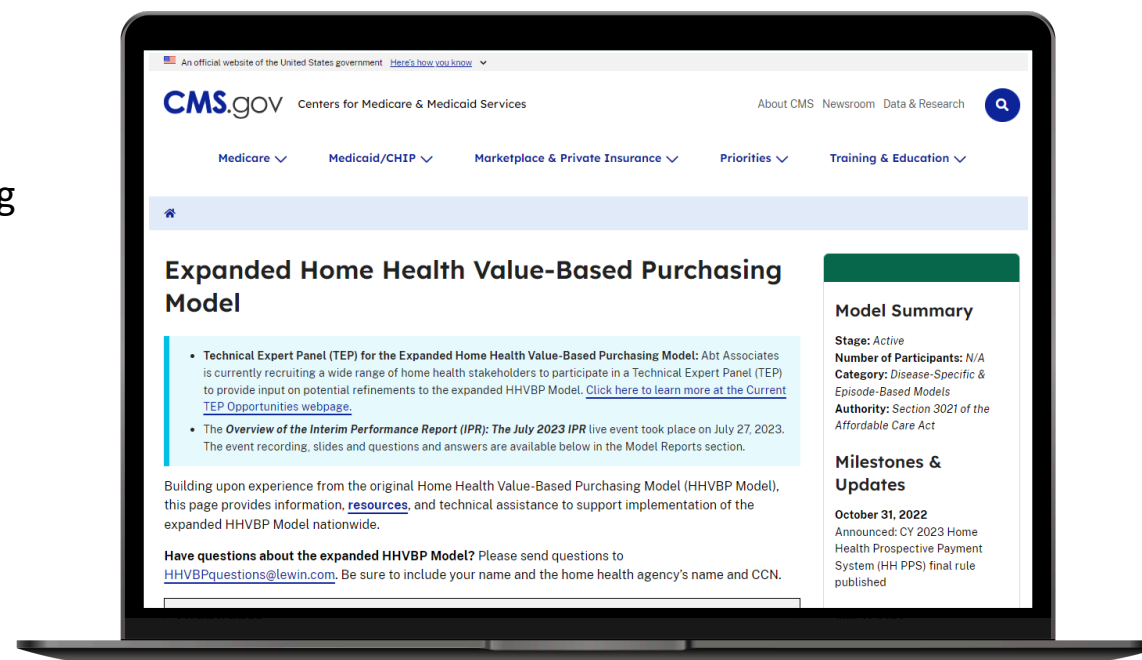 g
An official website of the United States government Here's how you know
CMS.gov Centers for Medicare & Medicaid Services
About CMS Newsroom Data & Research
Medicare Medicaid/CHIP Marketplace & Private Insurance Priorities Training & Education
Expanded Home Health Value-Based Purchasing
Model
• Technical Expert Panel (TEP) for the Expanded Home Health Value-Based Purchasing Model: Abt Associates
is currently recruiting a wide range of home health stakeholders to participate in a Technical Expert Panel (TEP)
to provide input on potential refinements to the expanded HHVBP Model. Click here to learn more at the Current
TEP Opportunities webpage.
• The Overview of the Interim Performance Report (IPR): The July 2023 IPR live event took place on July 27, 2023.
The event recording, slides and questions and answers are available below in the Model Reports section.
Building upon experience from the original Home Health Value-Based Purchasing Model (HHVBP Model),
this page provides information, resources, and technical assistance to support implementation of the
expanded HHVBP Model nationwide.
Have questions about the expanded HHVBP Model? Please send questions to
HHVBPquestions@lewin.com. Be sure to include your name and the home health agency's name and CCN.
Model Summary
Stage: Active
Number of Participants: N/A
Category: Disease-Specific &
Episode-Based Models
Authority: Section 3021 of the
Affordable Care Act
Milestones &
Updates
October 31, 2022
Announced: CY 2023 Home
Health Prospective Payment
System (HH PPS) final rule
published